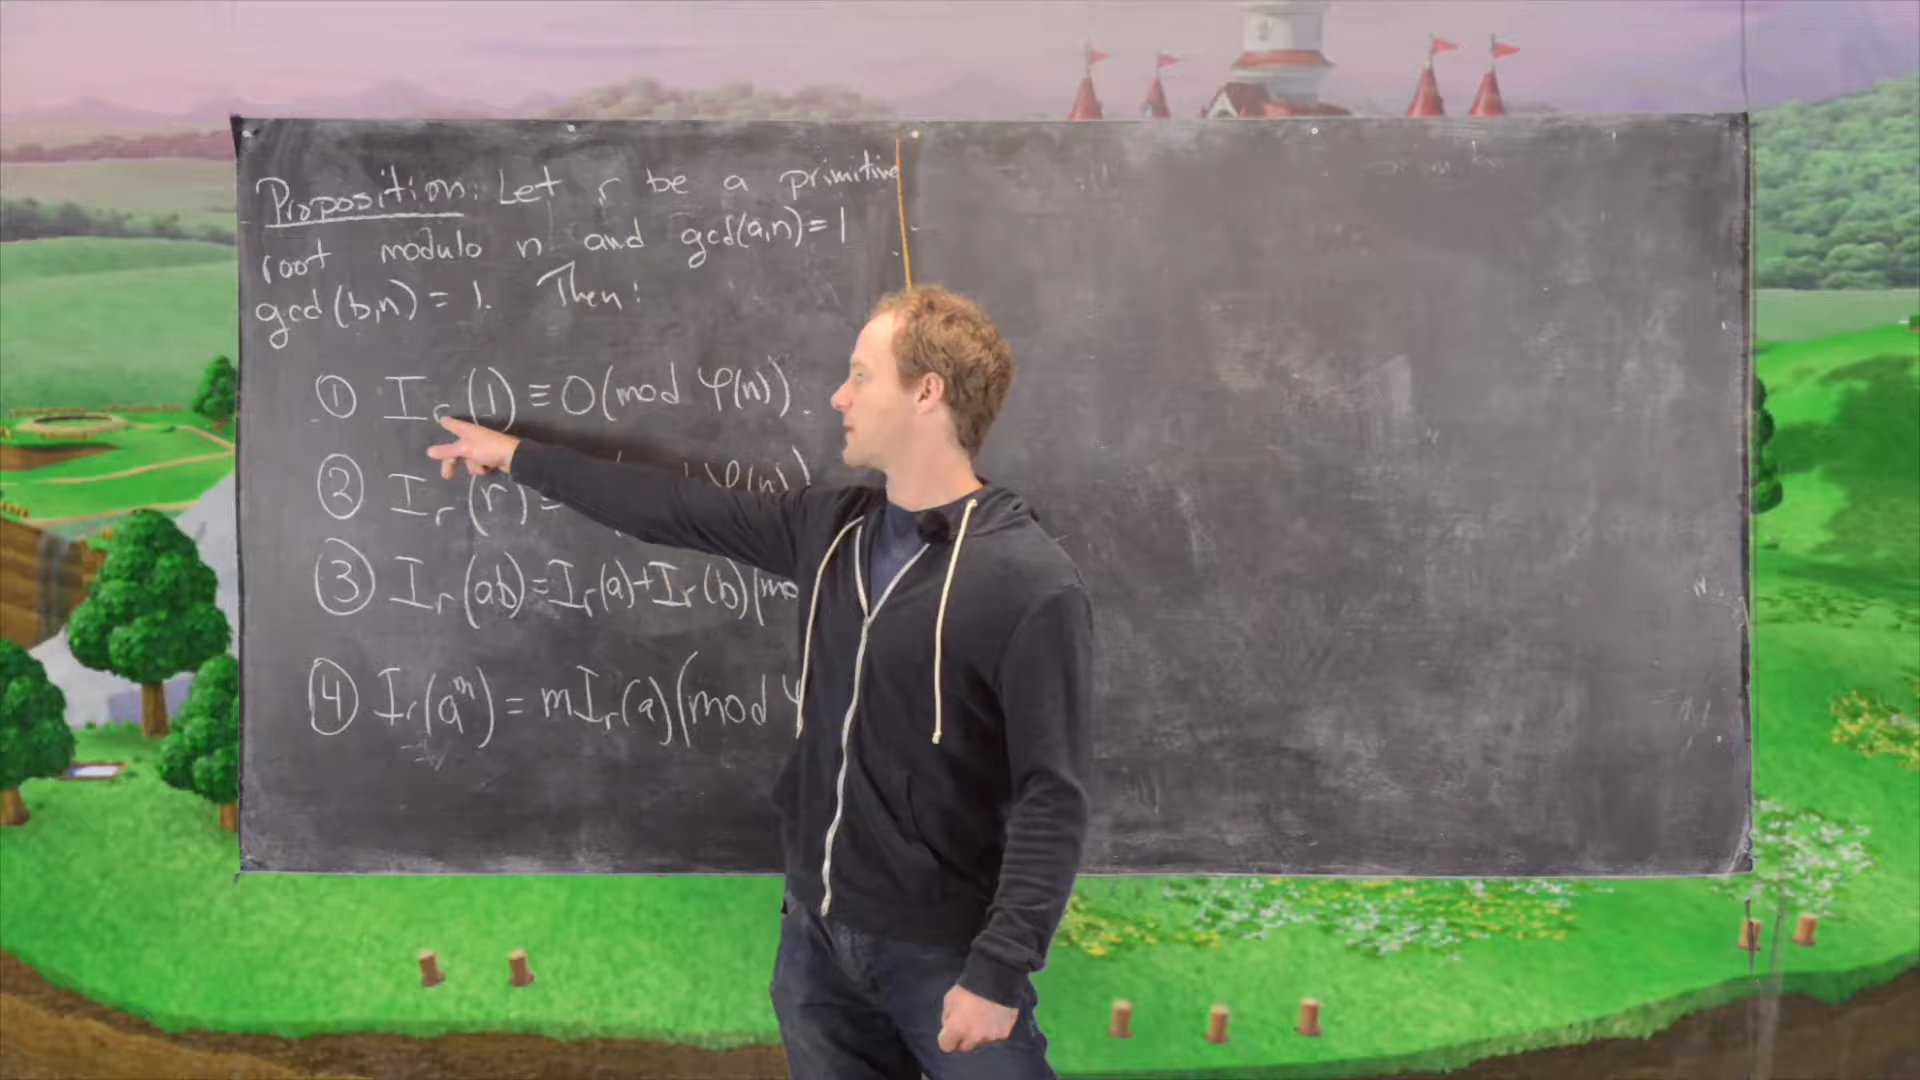 Proposition: Let r be a primitive
root modulo n and gcd(a,n)=1
gcd(b,n) = 1. Then:
① I_r(1) ≡ 0(mod φ(n)).
② I_r(r) ≡ φ(n))
③ I_r(ab)=I_r(a)+I_r(b)(mo
④ I_r(a^m) = mI_r(a)(mod φ